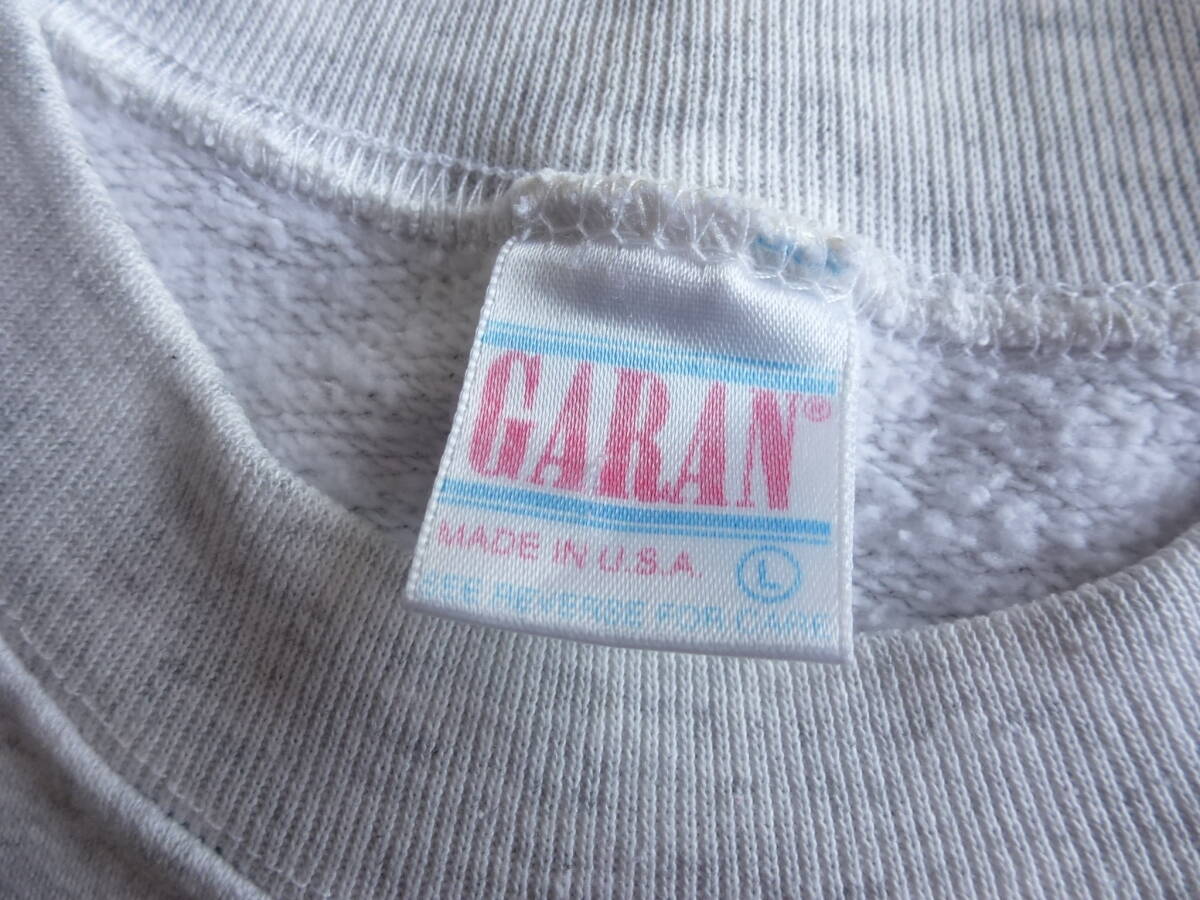 GARAN®
MADE IN U.S.A. L
SEE REVERSE FOR CARE